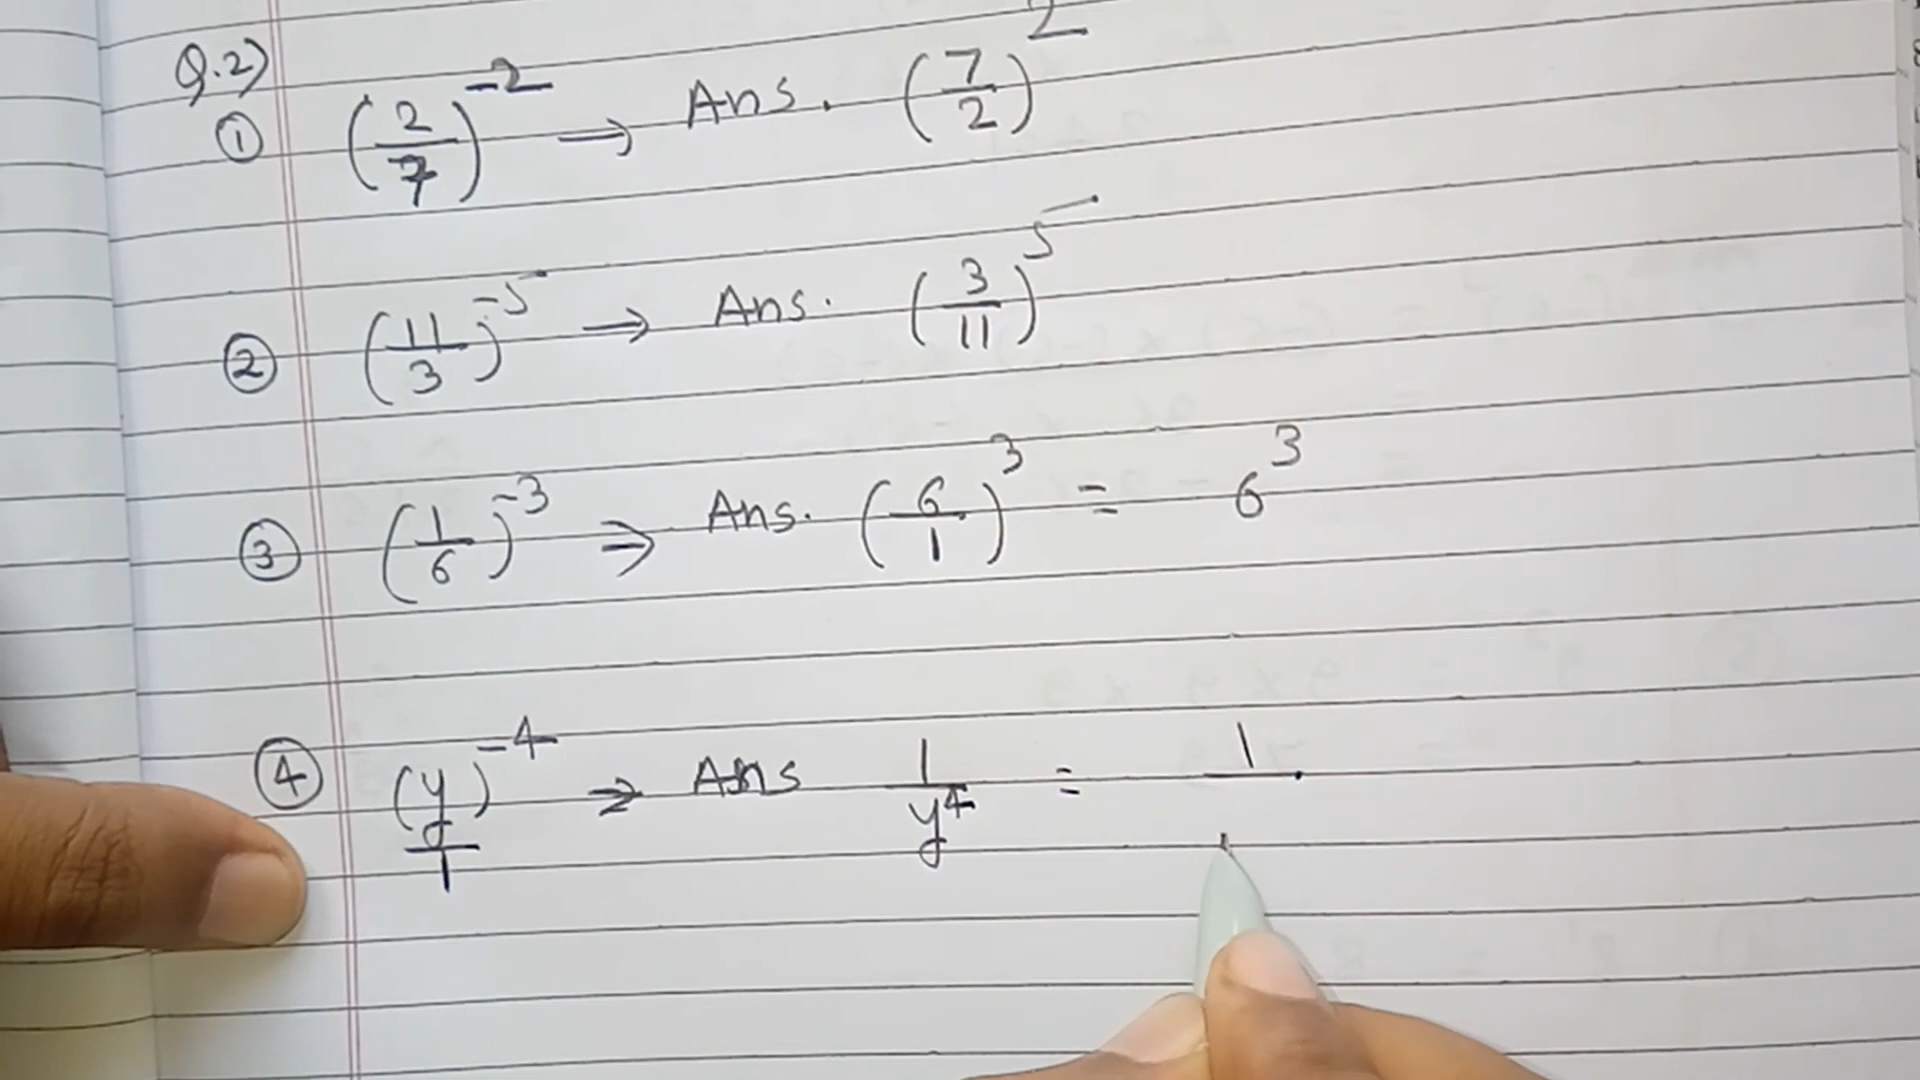 Q.2)
① (2/7)^-2 → Ans. (7/2)^2
② (11/3)^-5 → Ans. (3/11)^5
③ (1/6)^-3 ⇒ Ans. (6/1)^3 = 6^3
④ (y)^-4/1 ⇒ Ans 1/y^4 = 1/